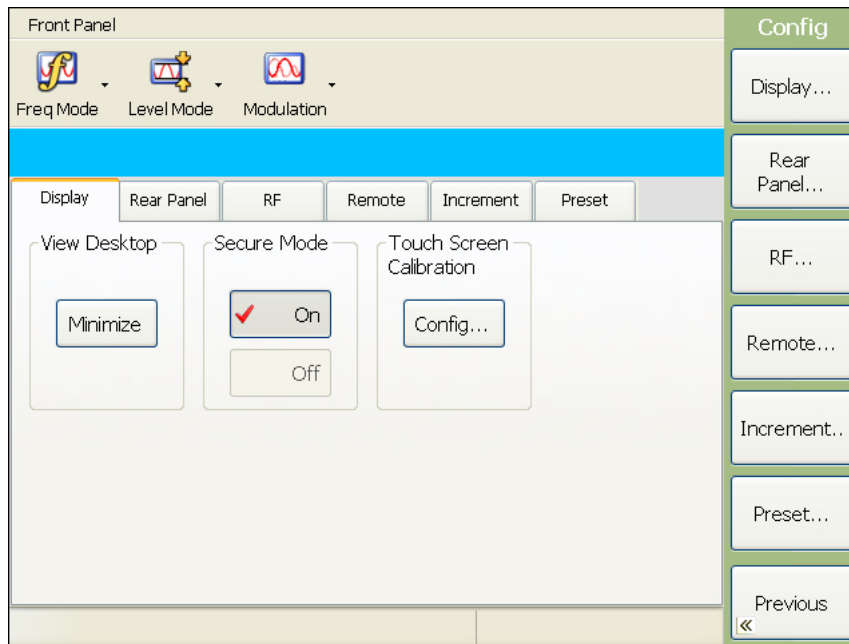 Front Panel
Freq Mode
Level Mode
Modulation
Display
Rear Panel
RF
Remote
Increment
Preset
View Desktop
Minimize
Secure Mode
On
Off
Touch Screen
Calibration
Config...
Config
Display...
Rear
Panel...
RF...
Remote...
Increment..
Preset...
Previous